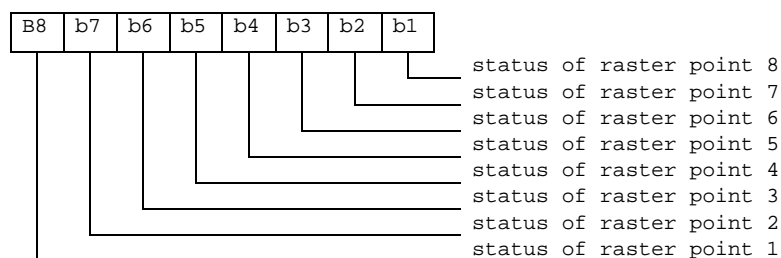 B8 b7 b6 b5 b4 b3 b2 b1
status of raster point 8
status of raster point 7
status of raster point 6
status of raster point 5
status of raster point 4
status of raster point 3
status of raster point 2
status of raster point 1